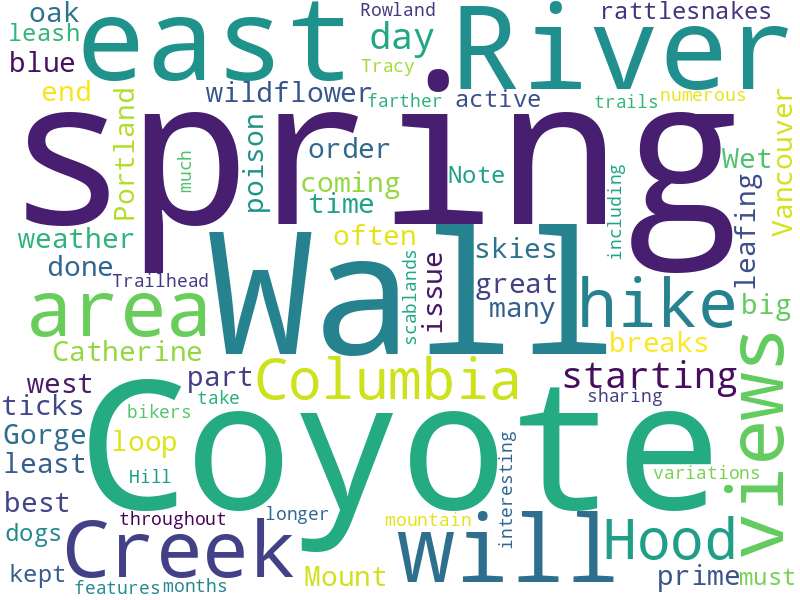 oak
leash
blue
end
east
Rowland
day
Tracy
River
rattlesnakes
wildflower
farther
active
trails
numerous
spring
Portland
much
poison
order
coming
time
Note
including
Wet
leafing
Vancouver
weather
done
Trailhead
often
skies
Wall
scablands
issue
great
many
area
hike
big
Catherine
breaks
west
part
Columbia
starting
ticks
bikers
take
sharing
views
Gorge
loop
Coyote
least
Hill
interesting
variations
best
throughout
longer
mountain
dogs
Creek
will
Hood
kept
features
months
Mount
prime
must